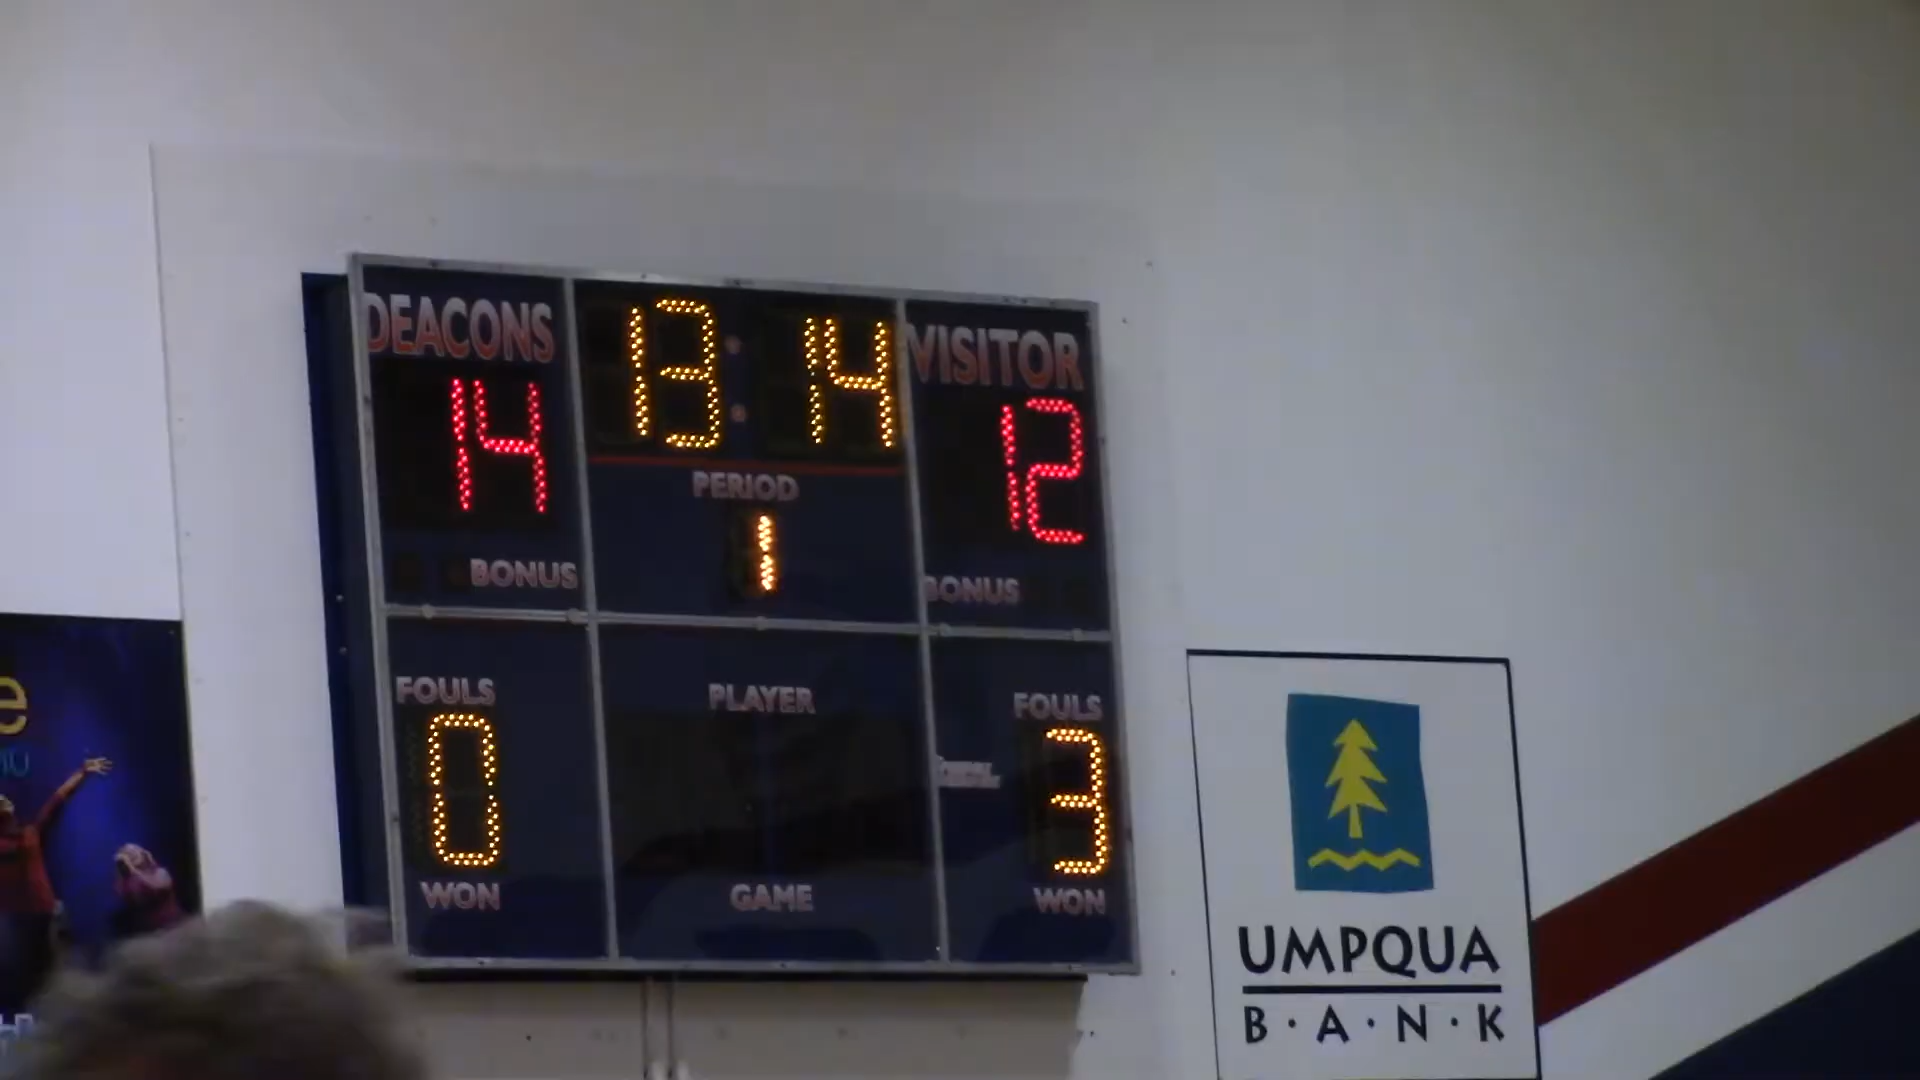 DEACONS 13:14 VISITOR
14 12
PERIOD
1
BONUS BONUS
FOULS PLAYER FOULS
0 3
WON GAME WON
UMPQUA
B·A·N·K
e